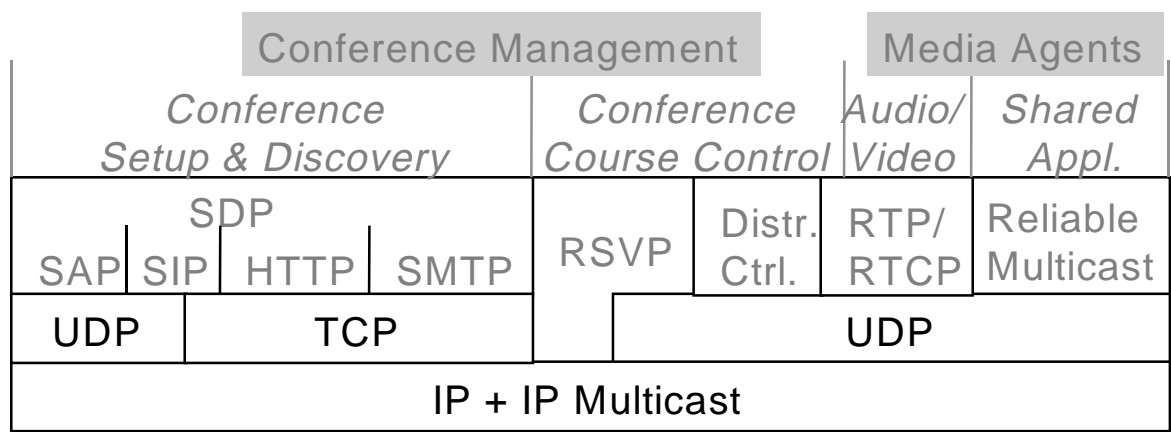 Conference Management
Media Agents
Conference
Setup & Discovery
Conference
Course Control
Audio/
Video
Shared
Appl.
SDP
SAP
SIP
HTTP
SMTP
RSVP
Distr.
Ctrl.
RTP/
RTCP
Reliable
Multicast
UDP
TCP
UDP
IP + IP Multicast